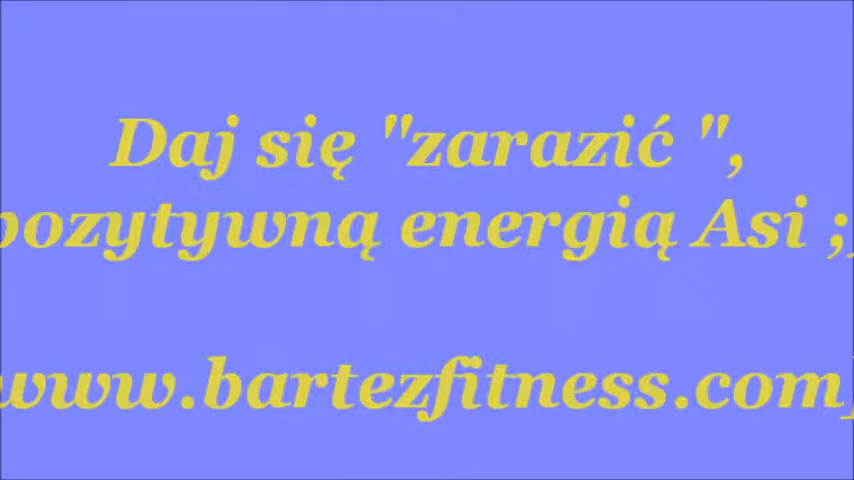 Daj się "zarazić ",
pozytywną energią Asi ;)
www.bartezfitness.com